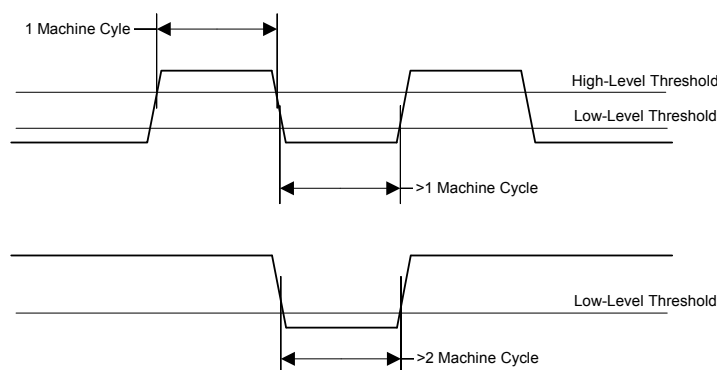 1 Machine Cyle
High-Level Threshold
Low-Level Threshold
>1 Machine Cycle
Low-Level Threshold
>2 Machine Cycle